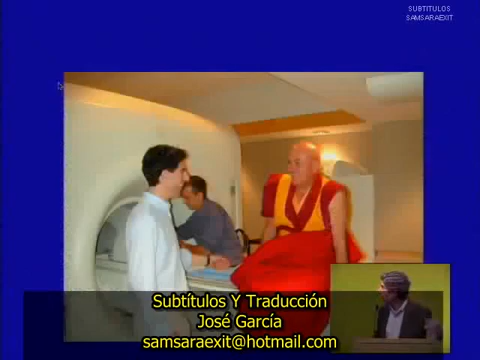 SUBTITULOS
SAMSARAEXIT
Subtítulos Y Traducción
José García
samsaraexit@hotmail.com